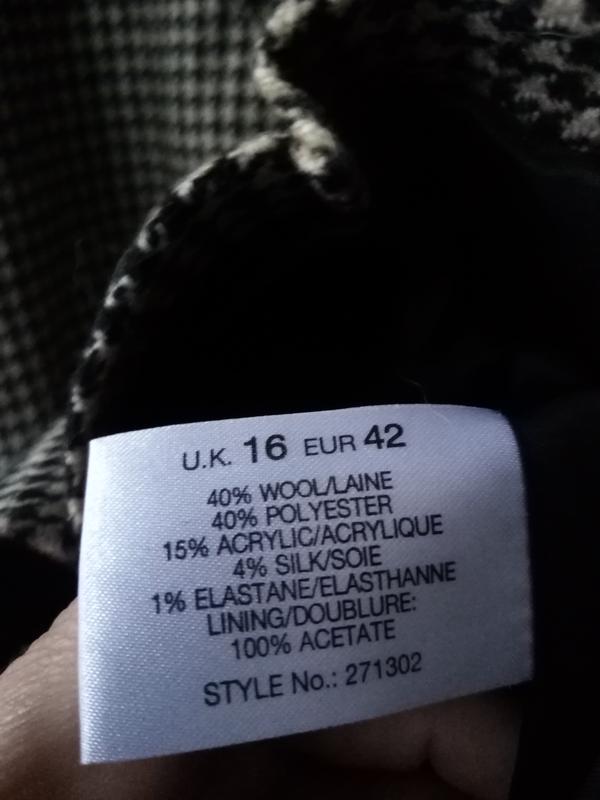 U.K. 16 EUR 42
40% WOOL/LAINE
40% POLYESTER
15% ACRYLIC/ACRYLIQUE
4% SILK/SOIE
1% ELASTANE/ELASTHANNE
LINING/DOUBLURE:
100% ACETATE
STYLE No.: 271302